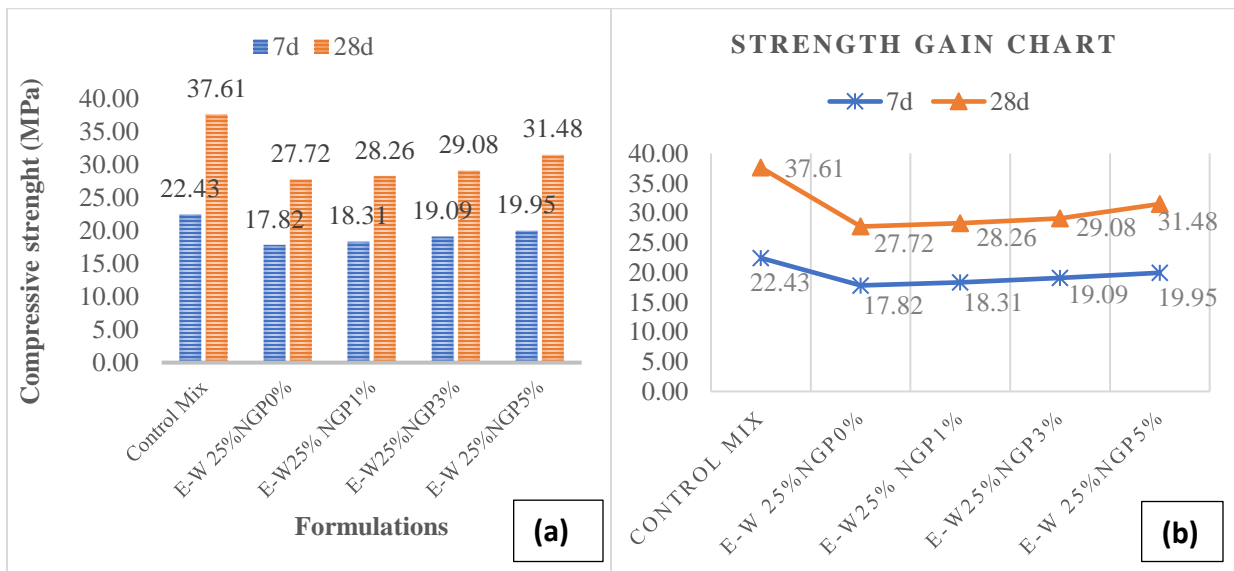 7d 28d
Compressive strenght (MPa)
40.00
35.00
30.00
25.00
20.00
15.00
10.00
5.00
0.00
22.43
37.61
17.82
27.72
18.31
28.26
19.09
29.08
19.95
31.48
Control Mix
E-W 25%NGP0%
E-W25% NGP1%
E-W25%NGP3%
E-W 25%NGP5%
Formulations
(a)
STRENGTH GAIN CHART
7d 28d
40.00
35.00
30.00
25.00
20.00
15.00
10.00
5.00
0.00
37.61
27.72
28.26
29.08
31.48
22.43
17.82
18.31
19.09
19.95
CONTROL MIX
E-W 25%NGP0%
E-W25% NGP1%
E-W25%NGP3%
E-W 25%NGP5%
(b)